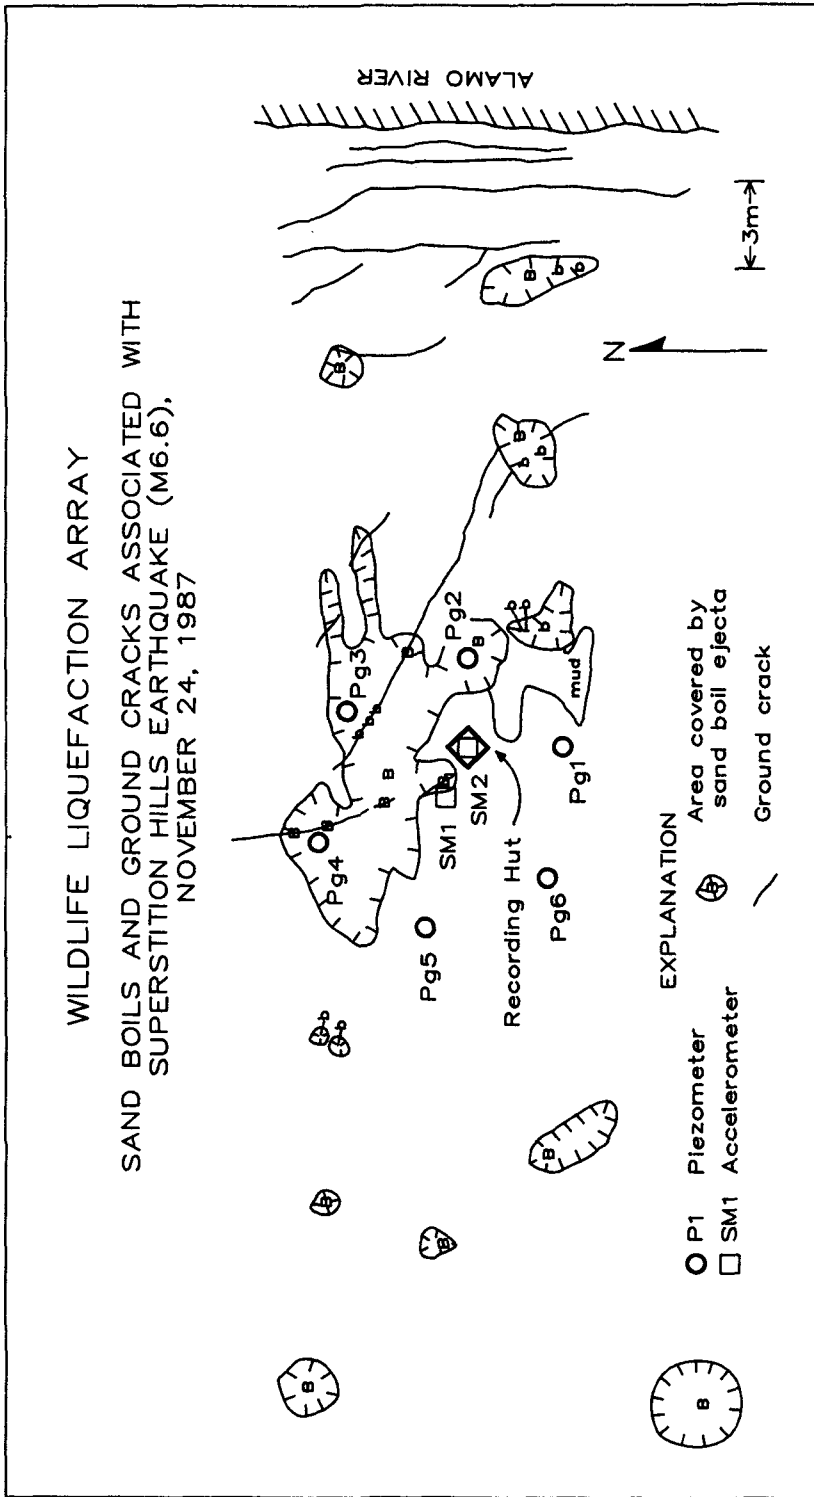 WILDLIFE LIQUEFACTION ARRAY
SAND BOILS AND GROUND CRACKS ASSOCIATED WITH
SUPERSTITION HILLS EARTHQUAKE (M6.6),
NOVEMBER 24, 1987
B
B
b
b
B
B
B
Pg4
B
B
B
B
Pg3
B
B
ALAMO RIVER
B
Pg5
SM1
B
SM2
Pg2
B
B
b
b
B
b
b
B
Recording Hut
Pg6
Pg1
mud
b
b
b
N
3m
B
EXPLANATION
P1 Piezometer
SM1 Accelerometer
B
Area covered by
sand boil ejecta
Ground crack